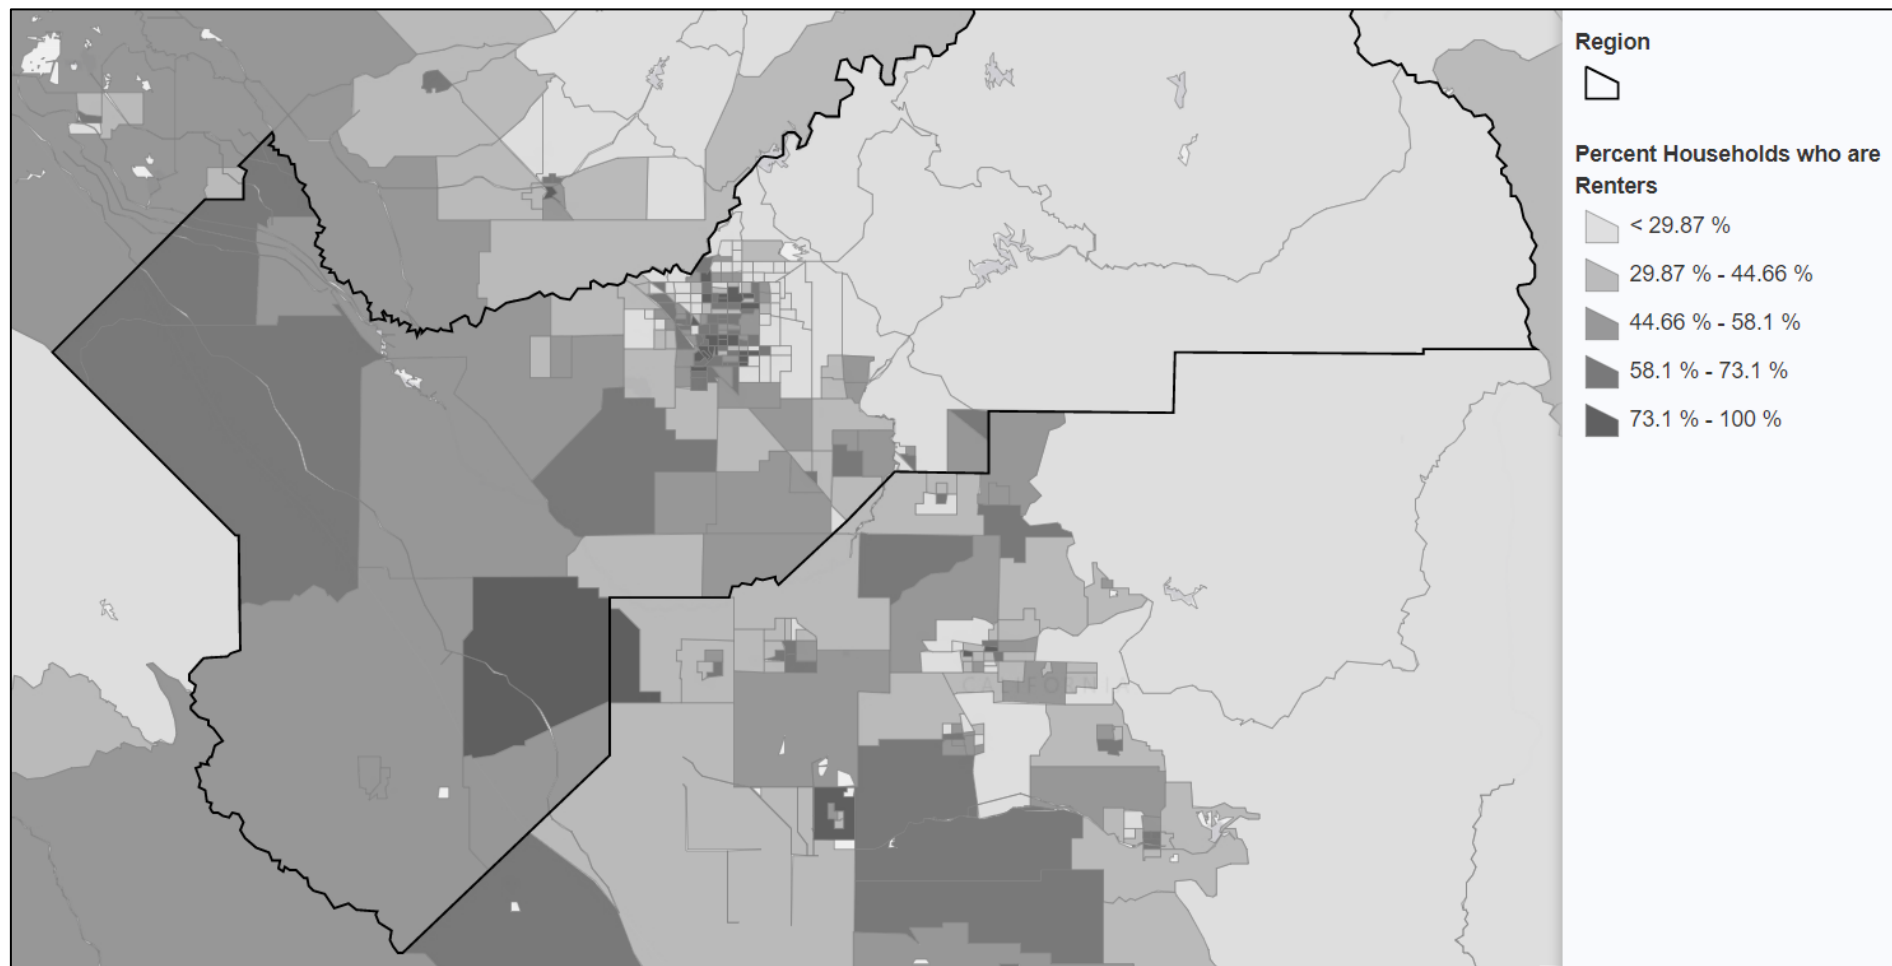 Region
Percent Households who are
Renters
< 29.87 %
29.87 % - 44.66 %
44.66 % - 58.1 %
58.1 % - 73.1 %
73.1 % - 100 %
CALIFORNIA